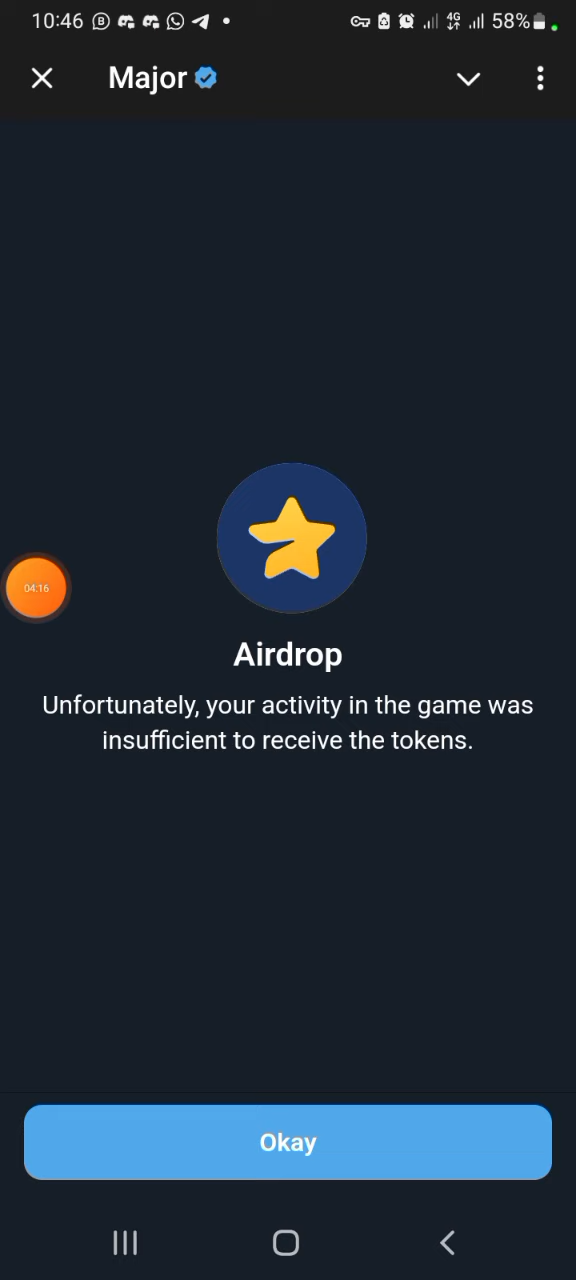 10:46
4G
58%
Major
04:16
Airdrop
Unfortunately, your activity in the game was
insufficient to receive the tokens.
Okay